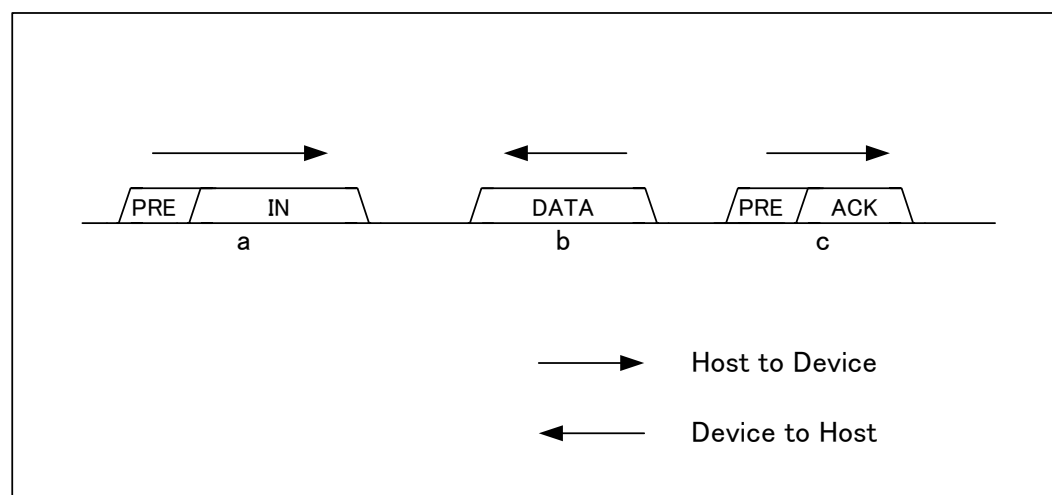 PRE IN DATA PRE ACK
a b c
Host to Device
Device to Host